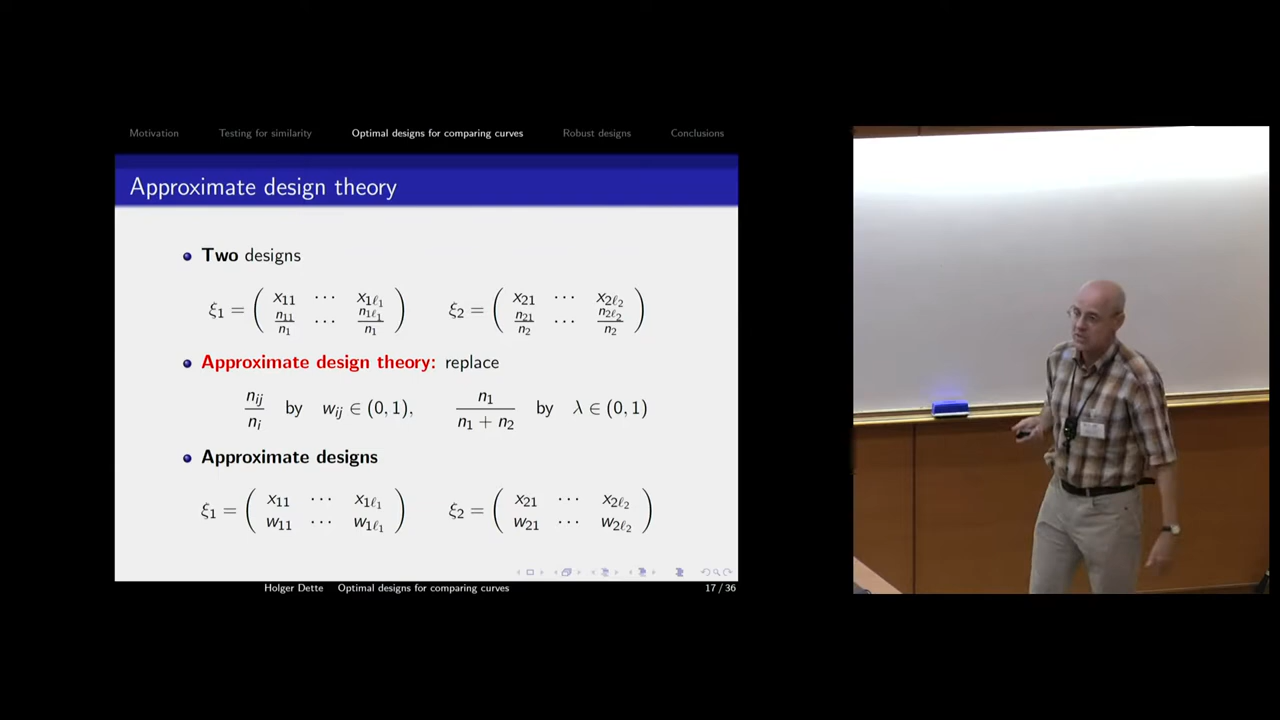 Motivation Testing for similarity Optimal designs for comparing curves Robust designs Conclusions
Approximate design theory
Two designs
ξ1 = ( x11 ··· x1ℓ1 ) ξ2 = ( x21 ··· x2ℓ2 )
n11/n1 ··· n1ℓ1/n1 n21/n2 ··· n2ℓ2/n2
Approximate design theory: replace
nij/ni by wij ∈ (0, 1), n1/(n1 + n2) by λ ∈ (0, 1)
Approximate designs
ξ1 = ( x11 ··· x1ℓ1 ) ξ2 = ( x21 ··· x2ℓ2 )
w11 ··· w1ℓ1 w21 ··· w2ℓ2
Holger Dette Optimal designs for comparing curves 17 / 36